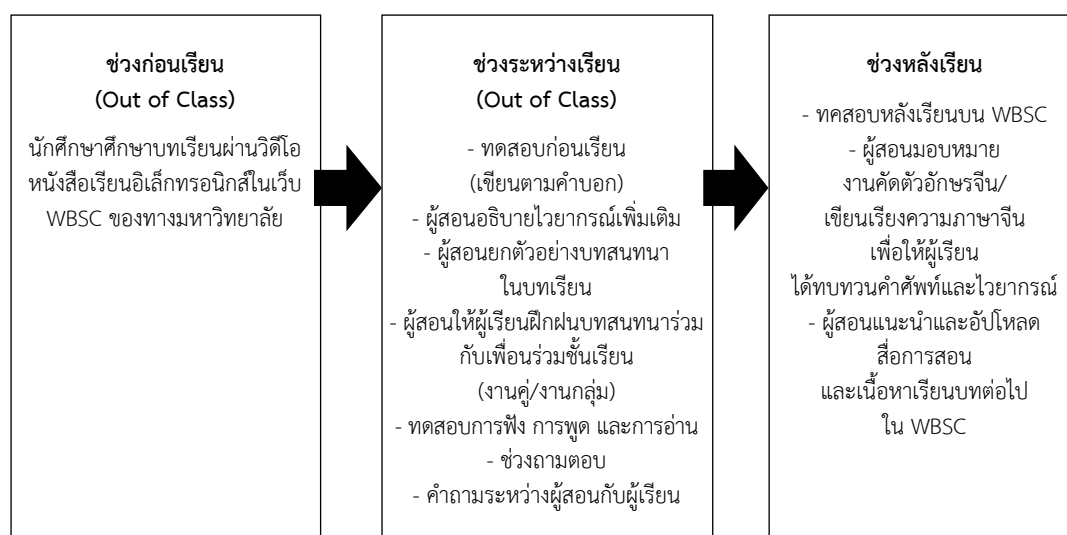 ช่วงก่อนเรียน
(Out of Class)
นักศึกษาศึกษาบทเรียนผ่านวิดีโอ
หนังสือเรียนอิเล็กทรอนิกส์ในเว็บ
WBSC ของทางมหาวิทยาลัย
ช่วงระหว่างเรียน
(Out of Class)
- ทดสอบก่อนเรียน
(เขียนตามคำบอก)
- ผู้สอนอธิบายไวยากรณ์เพิ่มเติม
- ผู้สอนยกตัวอย่างบทสนทนา
ในบทเรียน
- ผู้สอนให้ผู้เรียนฝึกฝนบทสนทนาร่วม
กับเพื่อนร่วมชั้นเรียน
(งานคู่/งานกลุ่ม)
- ทดสอบการฟัง การพูด และการอ่าน
- ช่วงถามตอบ
- คำถามระหว่างผู้สอนกับผู้เรียน
ช่วงหลังเรียน
- ทคสอบหลังเรียนบน WBSC
- ผู้สอนมอบหมาย
งานคัดตัวอักษรจีน/
เขียนเรียงความภาษาจีน
เพื่อให้ผู้เรียน
ได้ทบทวนคำศัพท์และไวยากรณ์
- ผู้สอนแนะนำและอัปโหลด
สื่อการสอน
และเนื้อหาเรียนบทต่อไป
ใน WBSC